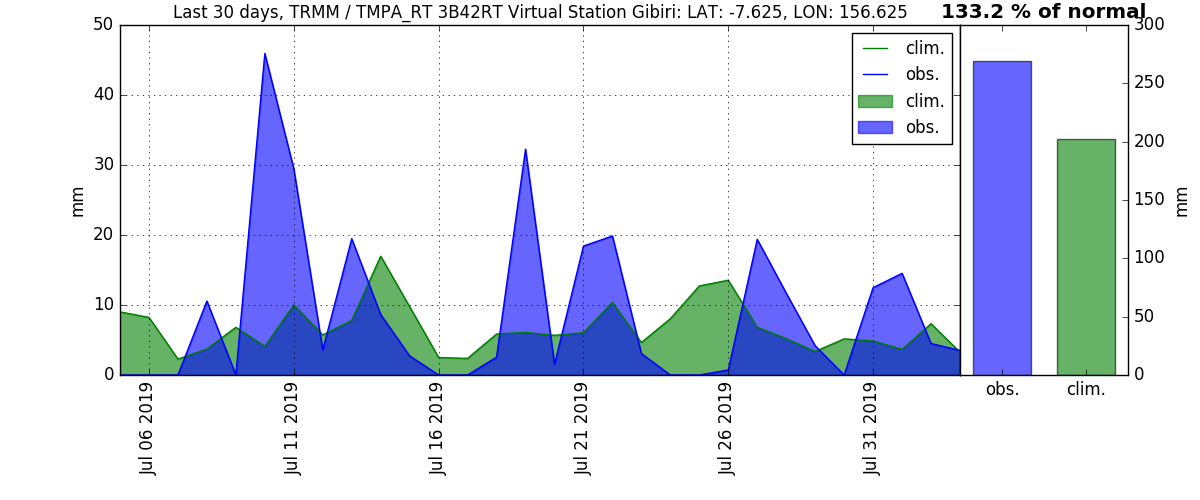 Last 30 days, TRMM / TMPA_RT 3B42RT Virtual Station Gibiri: LAT: -7.625, LON: 156.625
133.2 % of normal
50
40
30
20
10
0
mm
clim.
obs.
clim.
obs.
Jul 06 2019
Jul 11 2019
Jul 16 2019
Jul 21 2019
Jul 26 2019
Jul 31 2019
300
250
200
150
100
50
0
mm
obs.
clim.